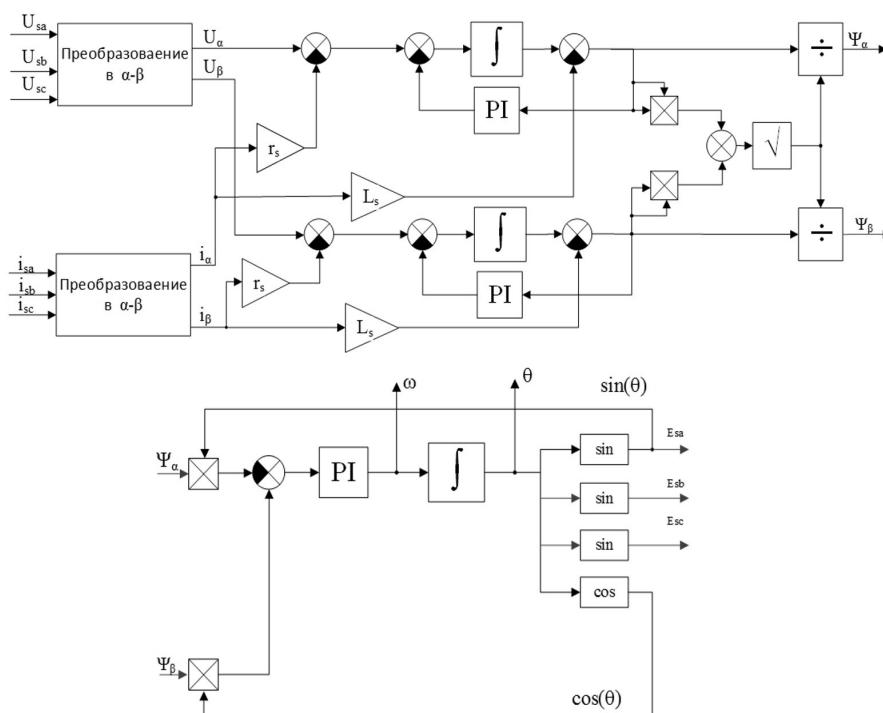 U_sa
U_sb
U_sc
Преобразоваение
в α-β
U_α
U_β
∫
÷
Ψ_α
PI
r_s
√
L_s
∫
÷
Ψ_β
i_sa
i_sb
i_sc
Преобразоваение
в α-β
i_α
i_β
r_s
PI
L_s
ω
θ
sin(θ)
Ψ_α
PI
∫
sin
Esa
sin
Esb
sin
Esc
cos
Ψ_β
cos(θ)